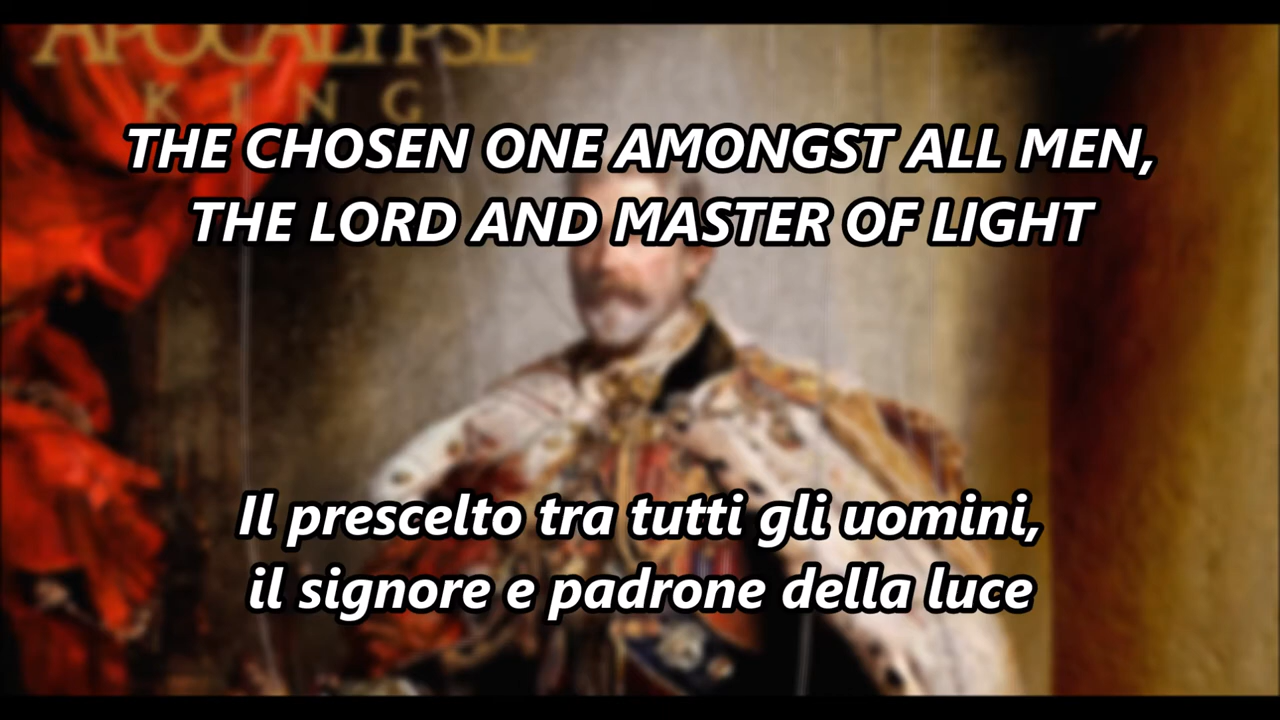 APOCALYPSE
KING
THE CHOSEN ONE AMONGST ALL MEN,
THE LORD AND MASTER OF LIGHT
Il prescelto tra tutti gli uomini,
il signore e padrone della luce